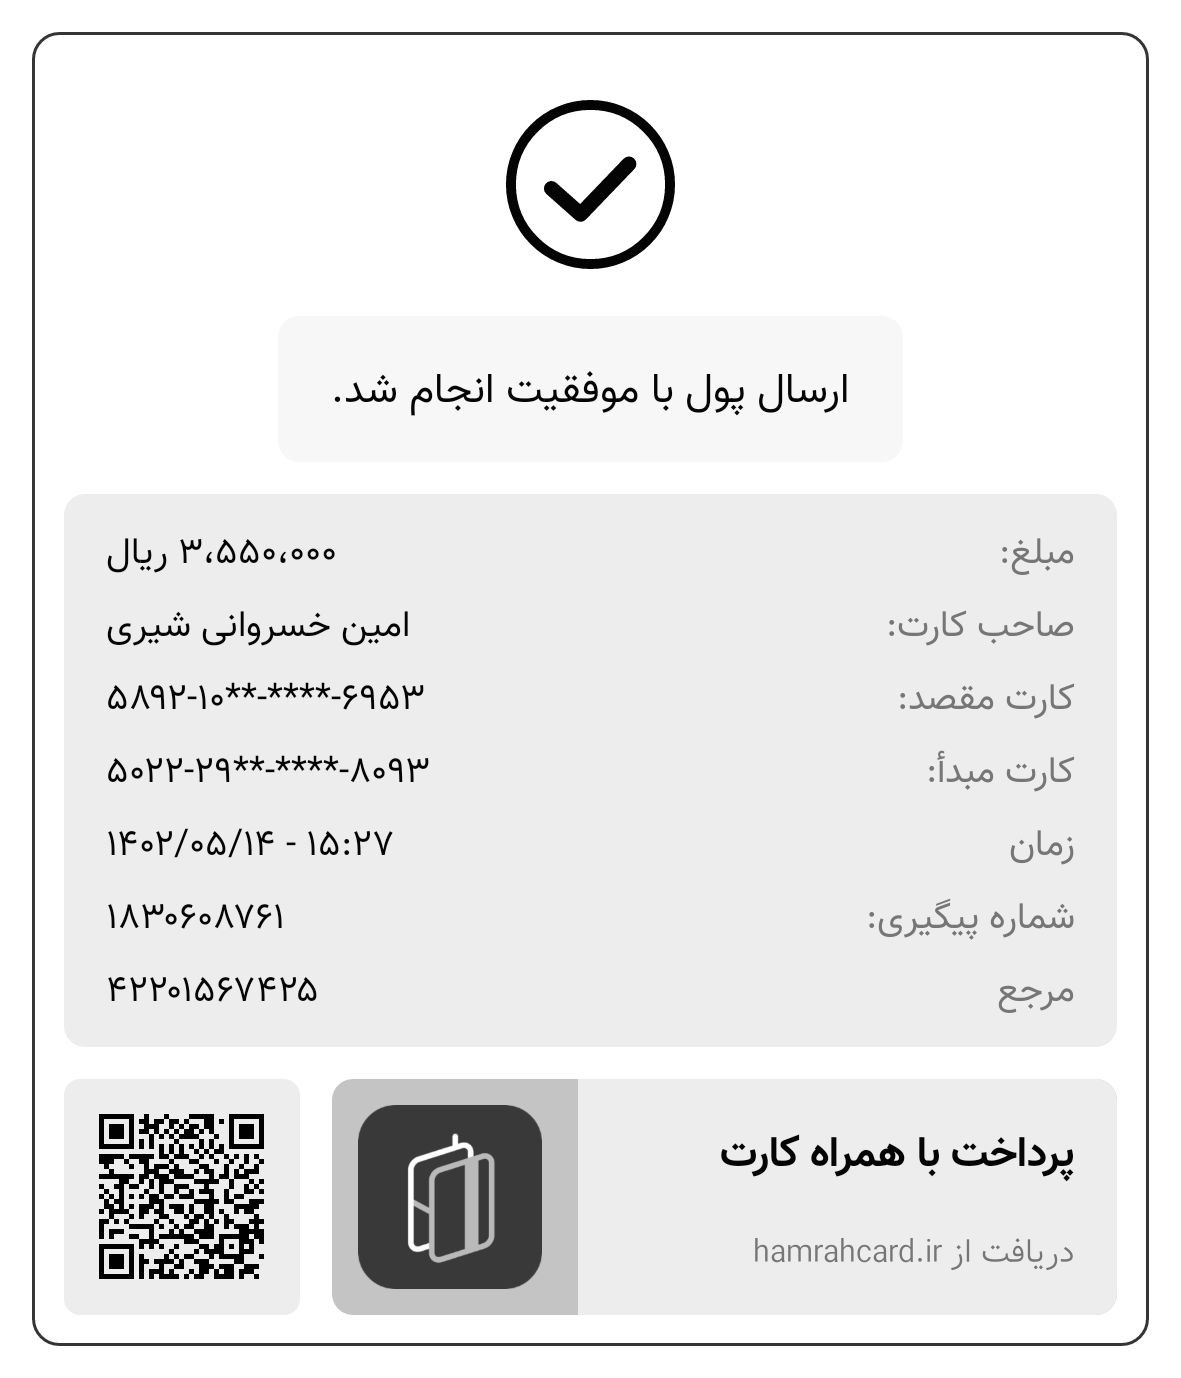 ارسال پول با موفقیت انجام شد.
مبلغ: ۳،۵۵۰،۰۰۰ ریال
صاحب کارت: امین خسروانی شیری
کارت مقصد: ۵۸۹۲-۱۰**-****-۶۹۵۳
کارت مبدأ: ۵۰۲۲-۲۹**-****-۸۰۹۳
زمان ۱۴۰۲/۰۵/۱۴ - ۱۵:۲۷
شماره پیگیری: ۱۸۳۰۶۰۸۷۶۱
مرجع ۴۲۲۰۱۵۶۷۴۲۵
پرداخت با همراه کارت
دریافت از hamrahcard.ir